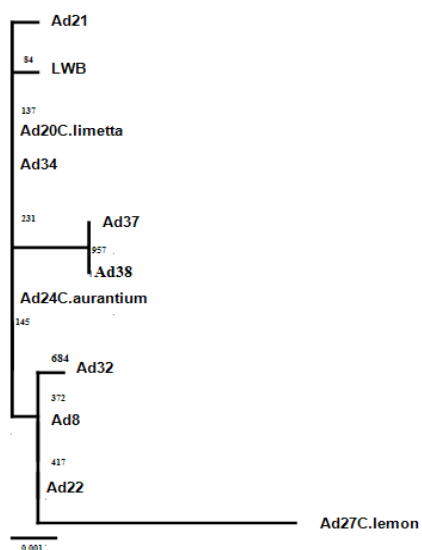 Ad21
84
LWB
137
Ad20C.limetta
Ad34
231
Ad37
957
Ad38
Ad24C.aurantium
145
684
Ad32
372
Ad8
417
Ad22
Ad27C.lemon
0.001